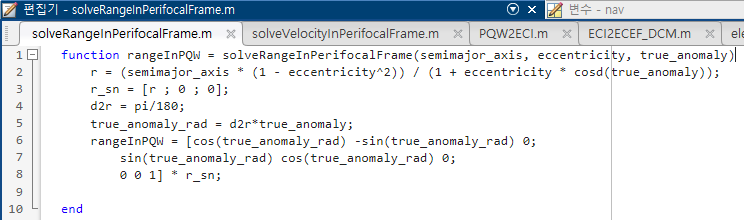 편집기 - solveRangeInPerifocalFrame.m
변수 - nav
solveRangeInPerifocalFrame.m
solveVelocityInPerifocalFrame.m
PQW2ECI.m
ECI2ECEF_DCM.m
ele
1 function rangeInPQW = solveRangeInPerifocalFrame(semimajor_axis, eccentricity, true_anomaly)
2 r = (semimajor_axis * (1 - eccentricity^2)) / (1 + eccentricity * cosd(true_anomaly));
3 r_sn = [r ; 0 ; 0];
4 d2r = pi/180;
5 true_anomaly_rad = d2r*true_anomaly;
6 rangeInPQW = [cos(true_anomaly_rad) -sin(true_anomaly_rad) 0;
7 sin(true_anomaly_rad) cos(true_anomaly_rad) 0;
8 0 0 1] * r_sn;
9
10 end